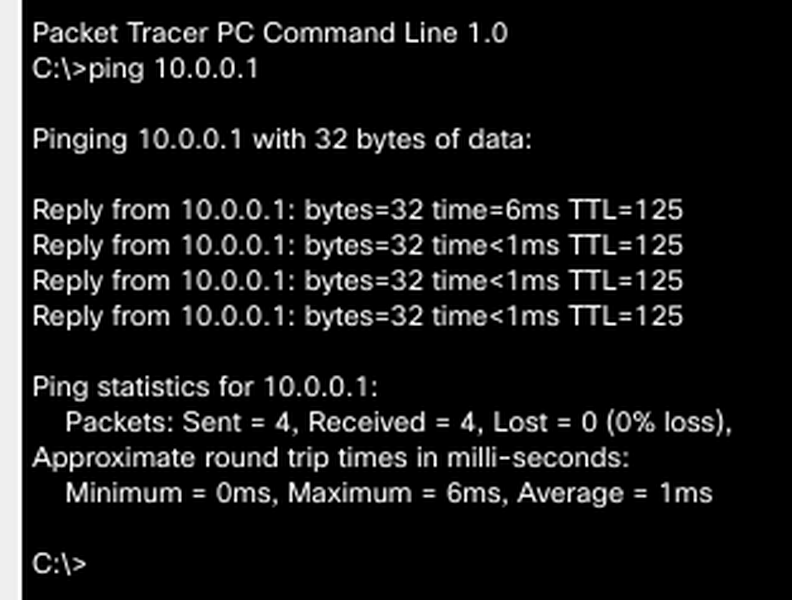 Packet Tracer PC Command Line 1.0
C:\>ping 10.0.0.1
Pinging 10.0.0.1 with 32 bytes of data:
Reply from 10.0.0.1: bytes=32 time=6ms TTL=125
Reply from 10.0.0.1: bytes=32 time<1ms TTL=125
Reply from 10.0.0.1: bytes=32 time<1ms TTL=125
Reply from 10.0.0.1: bytes=32 time<1ms TTL=125
Ping statistics for 10.0.0.1:
Packets: Sent = 4, Received = 4, Lost = 0 (0% loss),
Approximate round trip times in milli-seconds:
Minimum = 0ms, Maximum = 6ms, Average = 1ms
C:\>